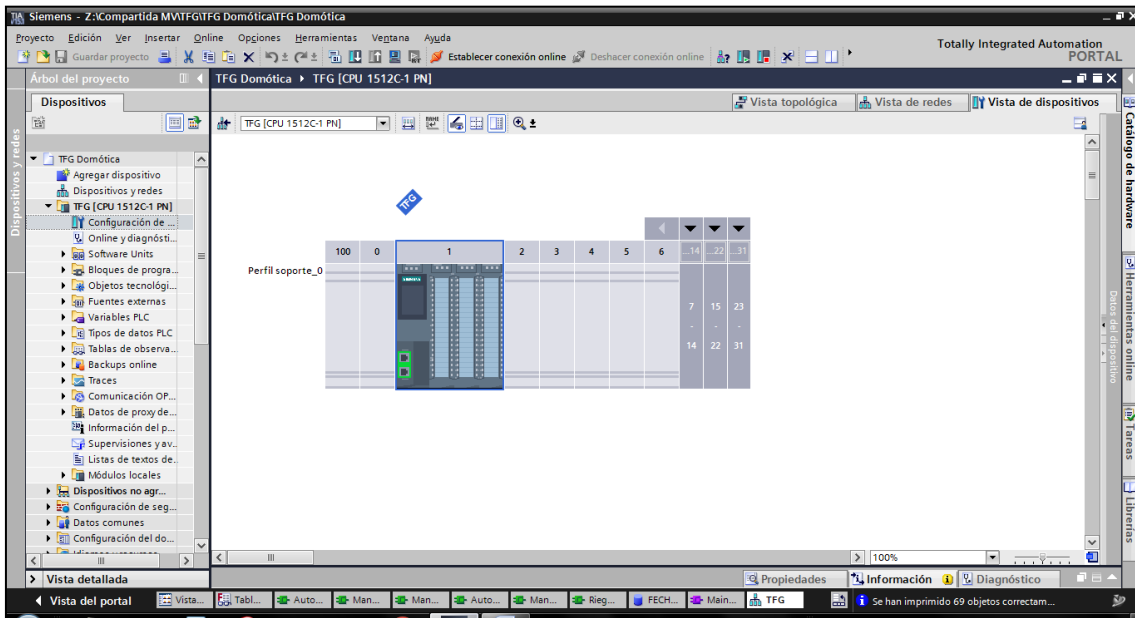 Siemens - Z:\Compartida MV\TFG\TFG Domótica\TFG Domótica
Proyecto Edición Ver Insertar Online Opciones Herramientas Ventana Ayuda
Totally Integrated Automation
PORTAL
Guardar proyecto
Establecer conexión online
Deshacer conexión online
Árbol del proyecto
TFG Domótica TFG [CPU 1512C-1 PN]
Dispositivos
Vista topológica
Vista de redes
Vista de dispositivos
TFG [CPU 1512C-1 PN]
TFG Domótica
Agregar dispositivo
Dispositivos y redes
TFG [CPU 1512C-1 PN]
Configuración de ...
Online y diagnósti...
Software Units
Bloques de progra...
Objetos tecnológi...
Fuentes externas
Variables PLC
Tipos de datos PLC
Tablas de observa...
Backups online
Traces
Comunicación OP...
Datos de proxy de...
Información del p...
Supervisiones y av...
Listas de textos de...
Módulos locales
Dispositivos no agr...
Configuración de seg...
Datos comunes
Configuración del do...
Dispositivos y redes
TFG
100 0 1 2 3 4 5 6 ...14 ...22 ...31
Perfil soporte_0
SIEMENS
7 15 23
- - -
14 22 31
Datos del dispositivo
Catálogo de hardware
Herramientas online
Tareas
Librerías
100%
Vista detallada
Propiedades
Información
Diagnóstico
Vista del portal
Vista...
Tabl...
Auto...
Man...
Man...
Auto...
Man...
Rieg...
FECH...
Main...
TFG
Se han imprimido 69 objetos correctam...